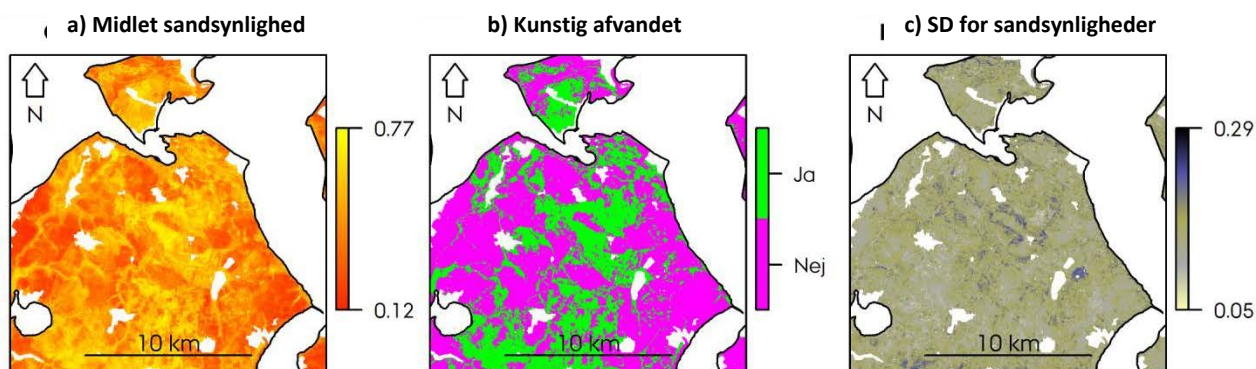 a) Midlet sandsynlighed
N
0.77
0.12
10 km
b) Kunstig afvandet
N
Ja
Nej
10 km
c) SD for sandsynligheder
N
0.29
0.05
10 km